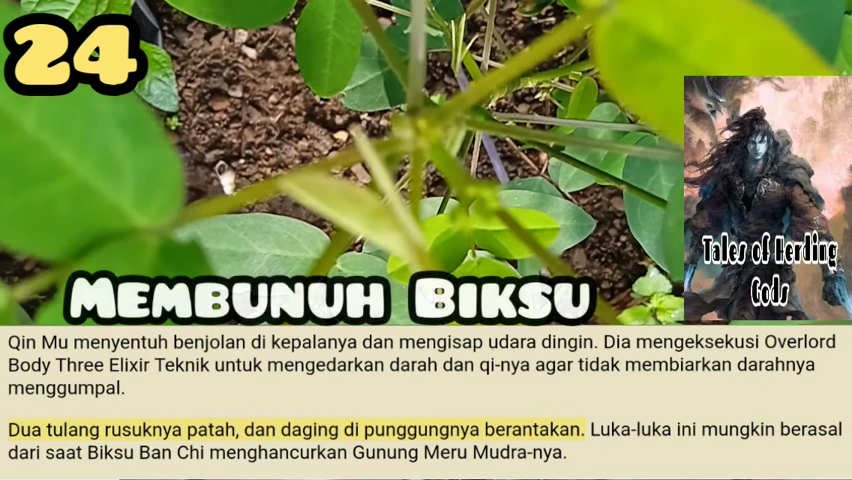 24
Tales of Herding
Gods
MEMBUNUH BIKSU
Qin Mu menyentuh benjolan di kepalanya dan mengisap udara dingin. Dia mengeksekusi Overlord
Body Three Elixir Teknik untuk mengedarkan darah dan qi-nya agar tidak membiarkan darahnya
menggumpal.
Dua tulang rusuknya patah, dan daging di punggungnya berantakan. Luka-luka ini mungkin berasal
dari saat Biksu Ban Chi menghancurkan Gunung Meru Mudra-nya.